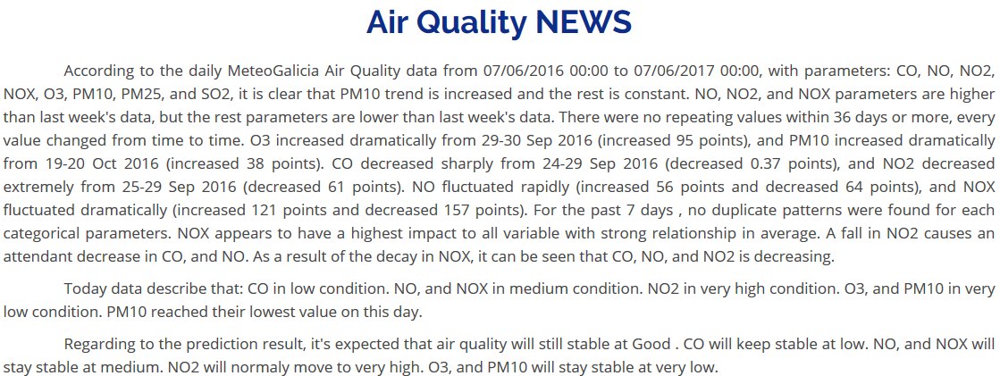 Air Quality NEWS
According to the daily MeteoGalicia Air Quality data from 07/06/2016 00:00 to 07/06/2017 00:00, with parameters: CO, NO, NO2,
NOX, O3, PM10, PM25, and SO2, it is clear that PM10 trend is increased and the rest is constant. NO, NO2, and NOX parameters are higher
than last week's data, but the rest parameters are lower than last week's data. There were no repeating values within 36 days or more, every
value changed from time to time. O3 increased dramatically from 29-30 Sep 2016 (increased 95 points), and PM10 increased dramatically
from 19-20 Oct 2016 (increased 38 points). CO decreased sharply from 24-29 Sep 2016 (decreased 0.37 points), and NO2 decreased
extremely from 25-29 Sep 2016 (decreased 61 points). NO fluctuated rapidly (increased 56 points and decreased 64 points), and NOX
fluctuated dramatically (increased 121 points and decreased 157 points). For the past 7 days , no duplicate patterns were found for each
categorical parameters. NOX appears to have a highest impact to all variable with strong relationship in average. A fall in NO2 causes an
attendant decrease in CO, and NO. As a result of the decay in NOX, it can be seen that CO, NO, and NO2 is decreasing.
Today data describe that: CO in low condition. NO, and NOX in medium condition. NO2 in very high condition. O3, and PM10 in very
low condition. PM10 reached their lowest value on this day.
Regarding to the prediction result, it's expected that air quality will still stable at Good . CO will keep stable at low. NO, and NOX will
stay stable at medium. NO2 will normaly move to very high. O3, and PM10 will stay stable at very low.